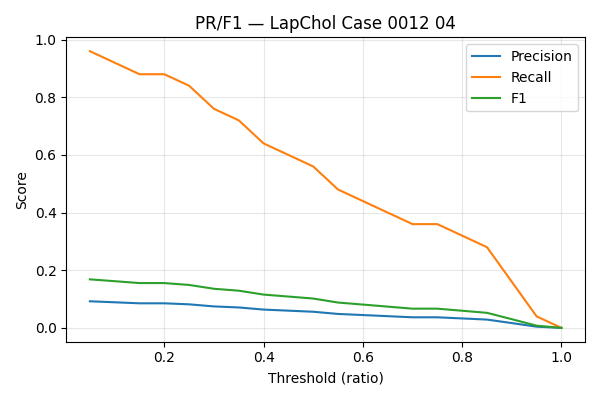 PR/F1 — LapChol Case 0012 04
Precision
Recall
F1
Score
1.0
0.8
0.6
0.4
0.2
0.0
0.2 0.4 0.6 0.8 1.0
Threshold (ratio)